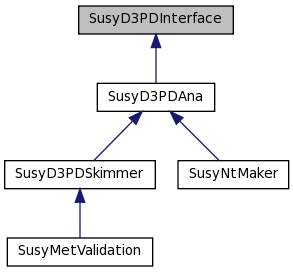 SusyD3PDInterface
SusyD3PDAna
SusyD3PDSkimmer
SusyNtMaker
SusyMetValidation